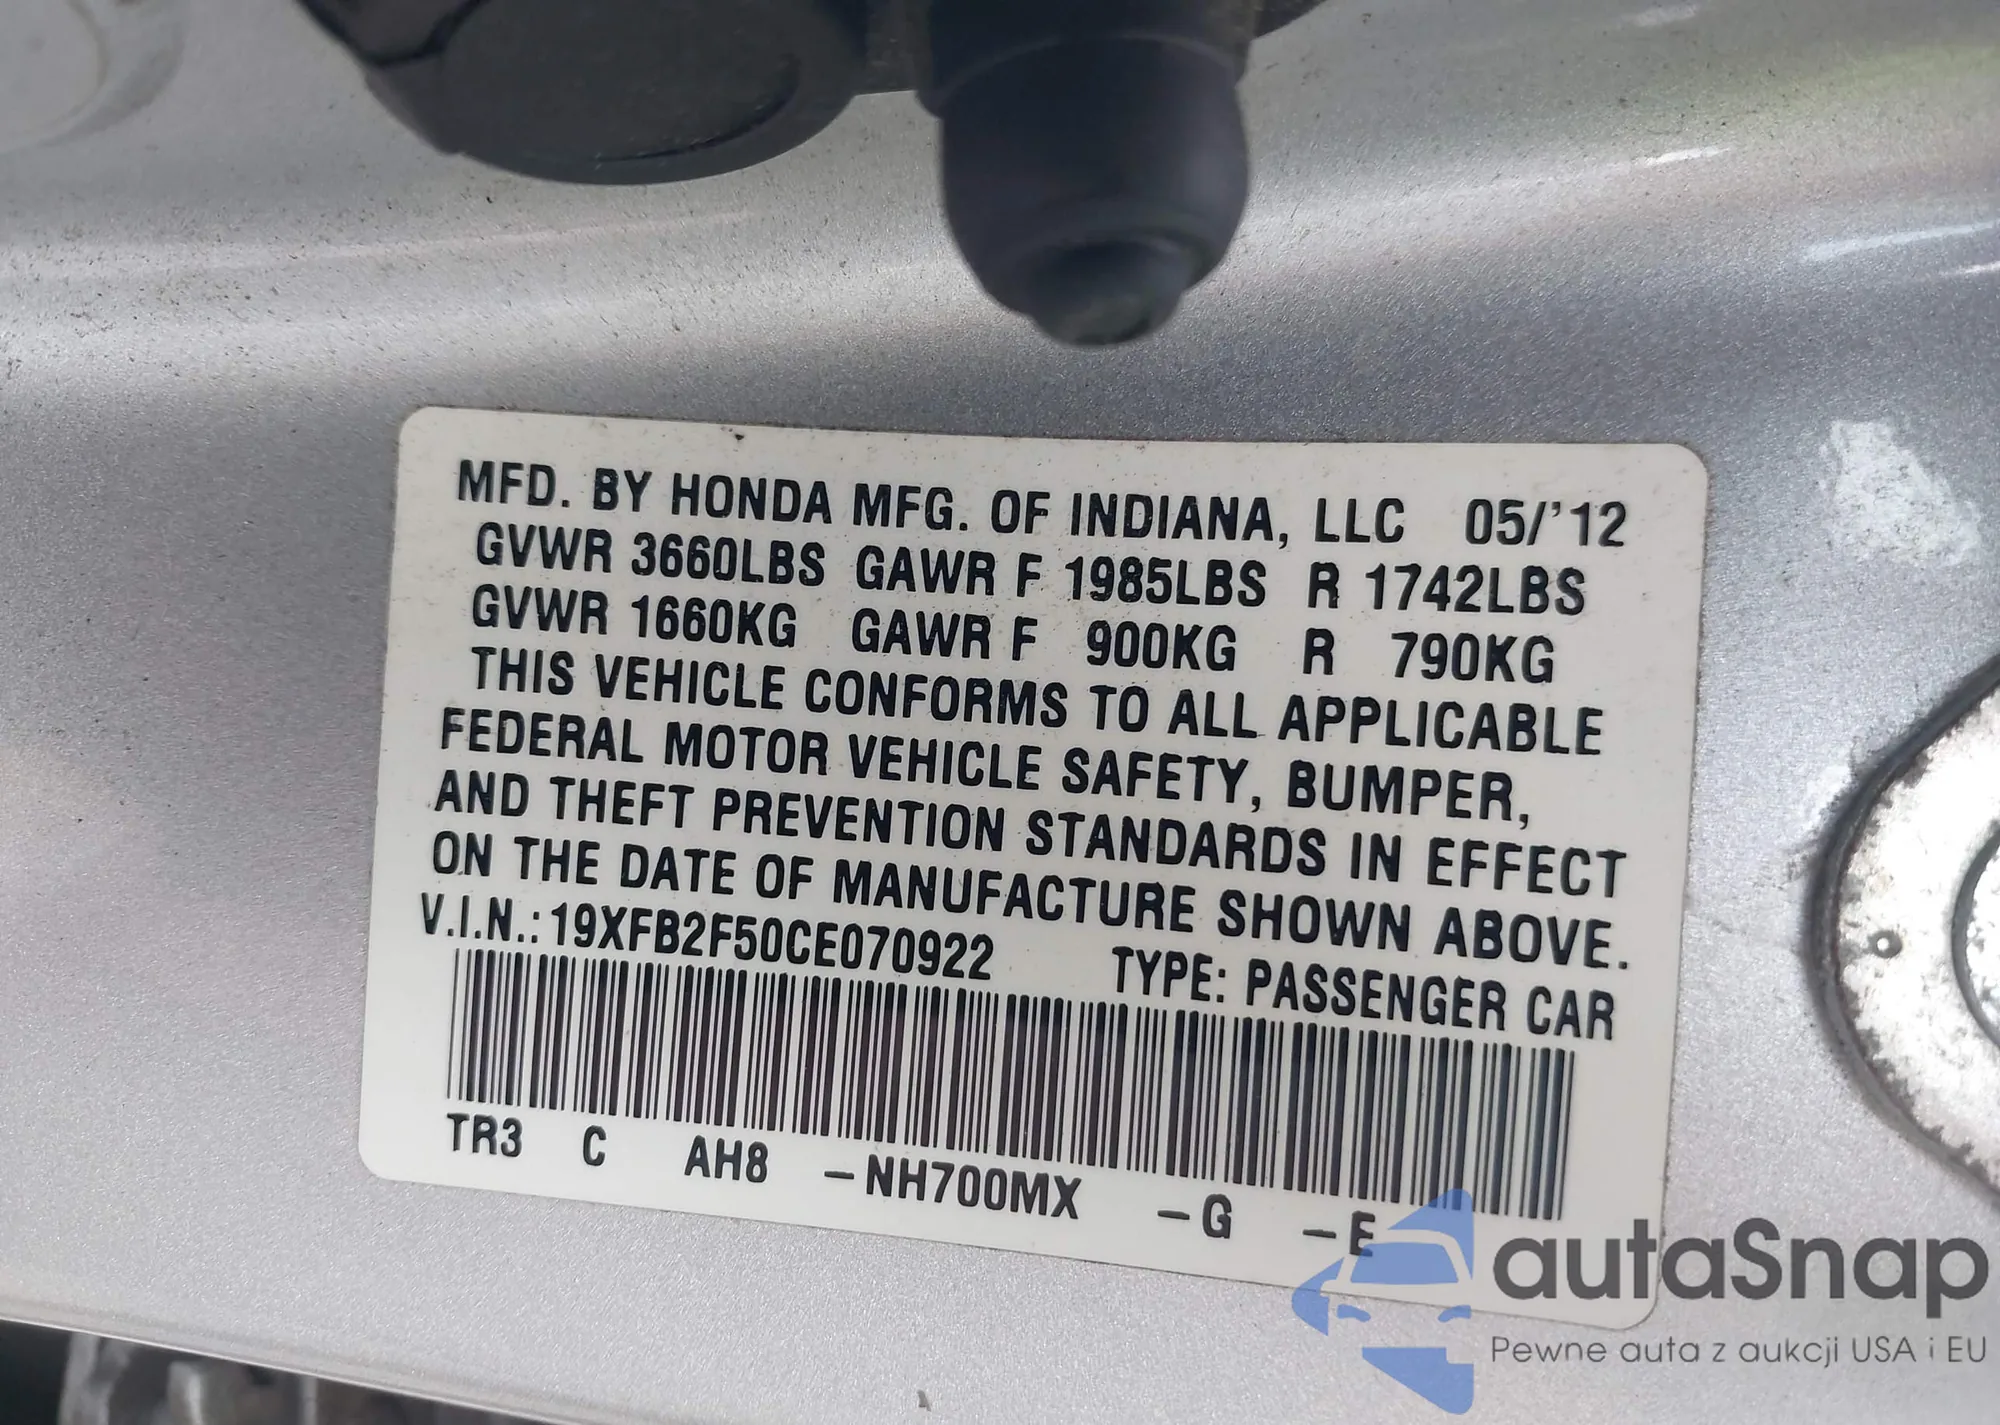 MFD. BY HONDA MFG. OF INDIANA, LLC 05/'12
GVWR 3660LBS GAWR F 1985LBS R 1742LBS
GVWR 1660KG GAWR F 900KG R 790KG
THIS VEHICLE CONFORMS TO ALL APPLICABLE
FEDERAL MOTOR VEHICLE SAFETY, BUMPER,
AND THEFT PREVENTION STANDARDS IN EFFECT
ON THE DATE OF MANUFACTURE SHOWN ABOVE.
V.I.N.: 19XFB2F50CE070922 TYPE: PASSENGER CAR
TR3 C AH8 -NH700MX -G -E
autaSnap
Pewne auta z aukcji USA i EU